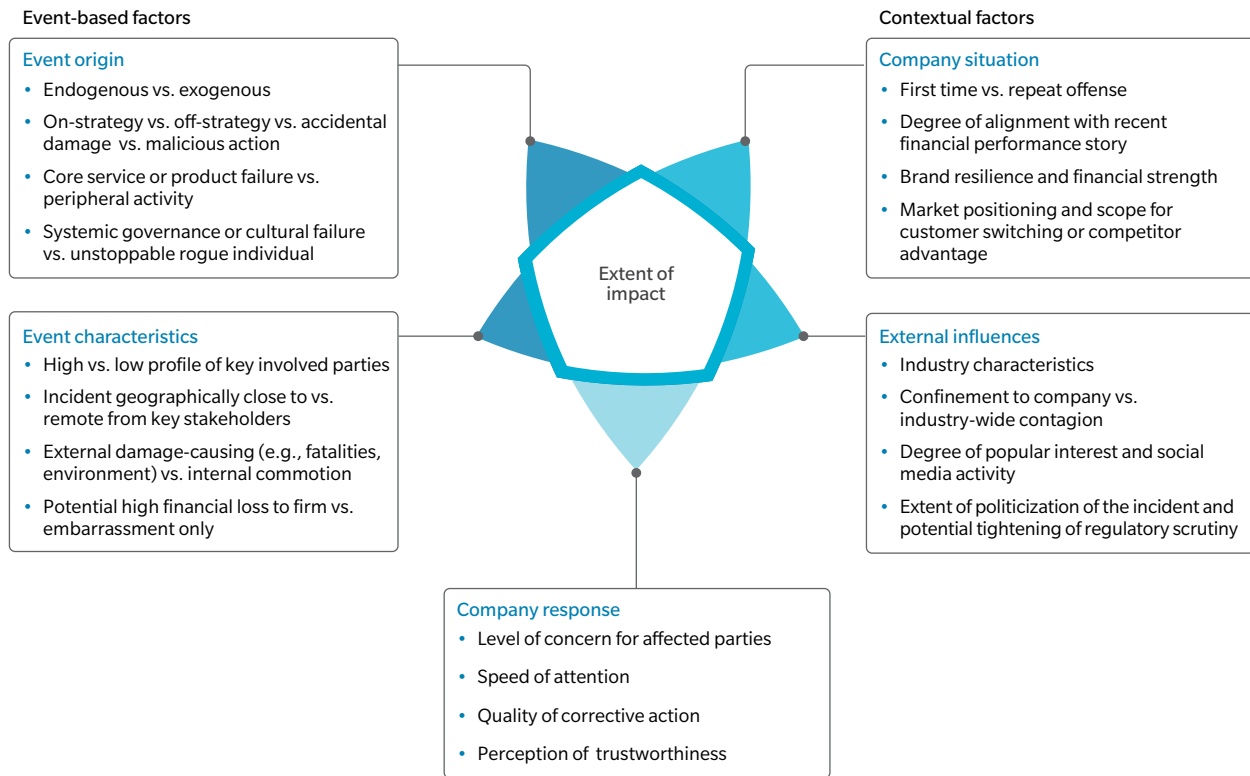 Event-based factors
Event origin
• Endogenous vs. exogenous
• On-strategy vs. off-strategy vs. accidental
damage vs. malicious action
• Core service or product failure vs.
peripheral activity
• Systemic governance or cultural failure
vs. unstoppable rogue individual
Event characteristics
• High vs. low profile of key involved parties
• Incident geographically close to vs.
remote from key stakeholders
• External damage-causing (e.g., fatalities,
environment) vs. internal commotion
• Potential high financial loss to firm vs.
embarrassment only
Extent of
impact
Contextual factors
Company situation
• First time vs. repeat offense
• Degree of alignment with recent
financial performance story
• Brand resilience and financial strength
• Market positioning and scope for
customer switching or competitor
advantage
External influences
• Industry characteristics
• Confinement to company vs.
industry-wide contagion
• Degree of popular interest and social
media activity
• Extent of politicization of the incident and
potential tightening of regulatory scrutiny
Company response
• Level of concern for affected parties
• Speed of attention
• Quality of corrective action
• Perception of trustworthiness